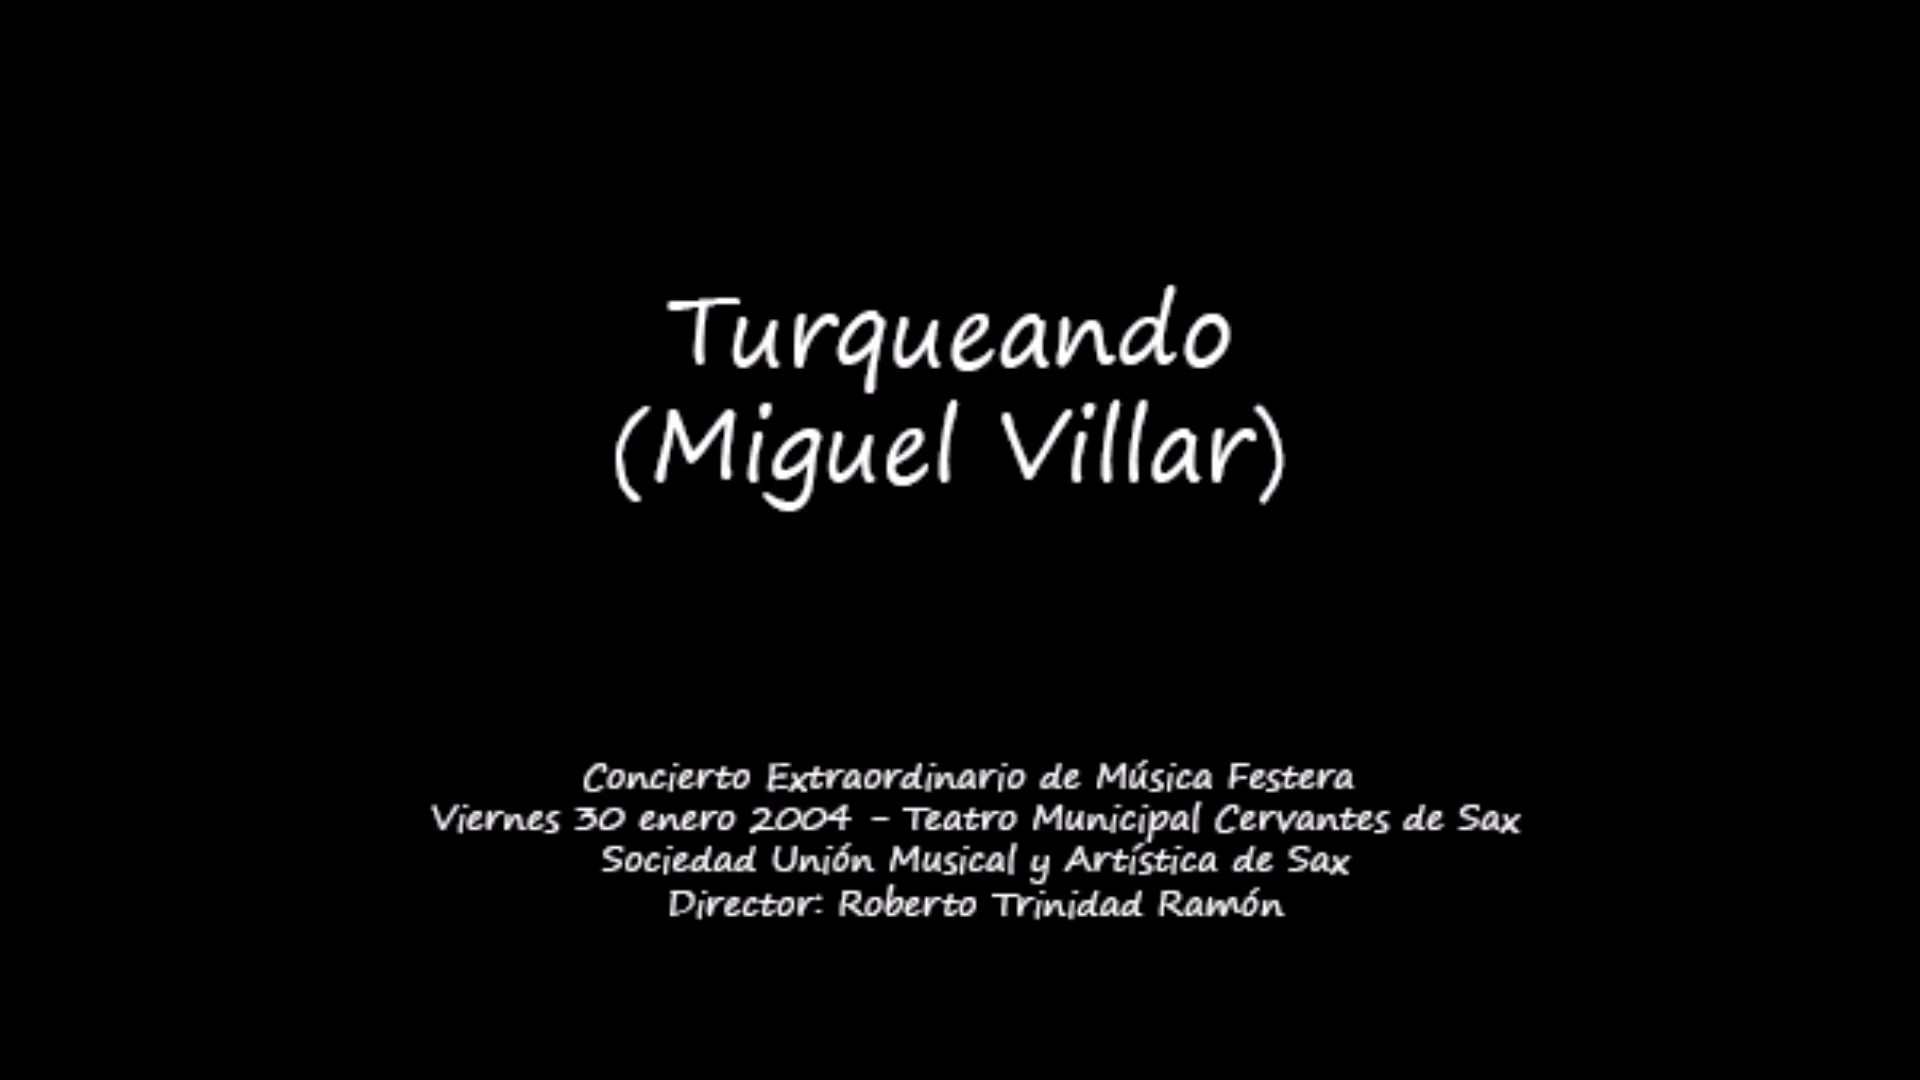 Turqueando
(Miguel Villar)
Concierto Extraordinario de Música Festera
Viernes 30 enero 2004 - Teatro Municipal Cervantes de Sax
Sociedad Unión Musical y Artística de Sax
Director: Roberto Trinidad Ramón